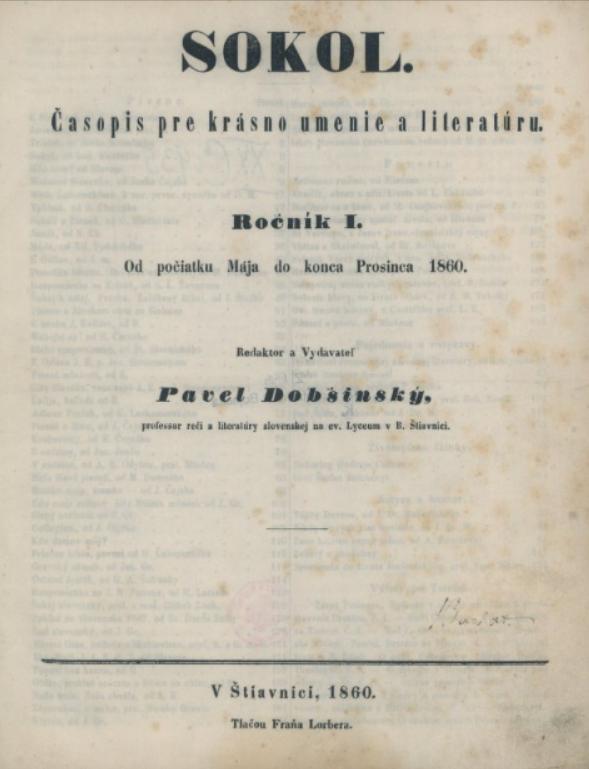 SOKOL.
Časopis pre krásno umenie a literatúru.
Ročník I.
Od počiatku Mája do konca Prosinca 1860.
Redaktor a Vydavateľ
Pavel Dobšinský,
professor reči a literatúry slovenskej na ev. Lyceum v B. Štiavnici.
V Štiavnici, 1860.
Tlačou Fraňa Lorbera.